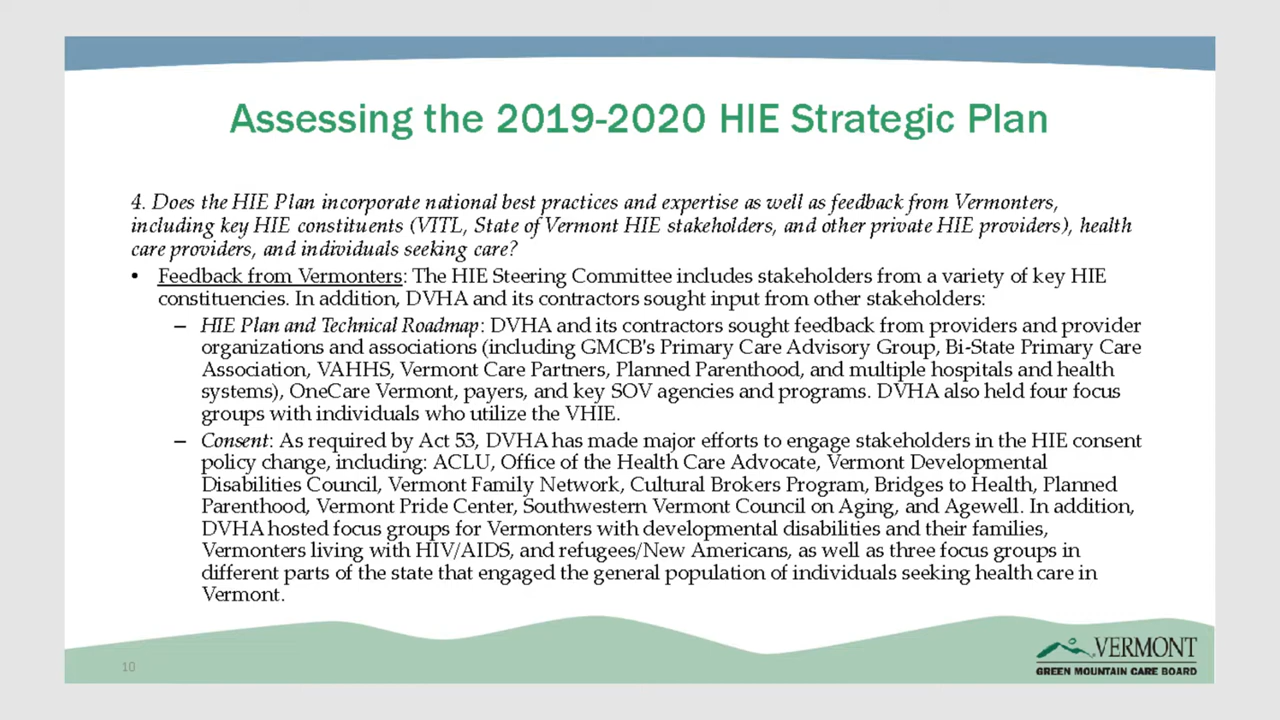 Assessing the 2019-2020 HIE Strategic Plan
4. Does the HIE Plan incorporate national best practices and expertise as well as feedback from Vermonters,
including key HIE constituents (VITL, State of Vermont HIE stakeholders, and other private HIE providers), health
care providers, and individuals seeking care?
• Feedback from Vermonters: The HIE Steering Committee includes stakeholders from a variety of key HIE
constituencies. In addition, DVHA and its contractors sought input from other stakeholders:
– HIE Plan and Technical Roadmap: DVHA and its contractors sought feedback from providers and provider
organizations and associations (including GMCB's Primary Care Advisory Group, Bi-State Primary Care
Association, VAHHS, Vermont Care Partners, Planned Parenthood, and multiple hospitals and health
systems), OneCare Vermont, payers, and key SOV agencies and programs. DVHA also held four focus
groups with individuals who utilize the VHIE.
– Consent: As required by Act 53, DVHA has made major efforts to engage stakeholders in the HIE consent
policy change, including: ACLU, Office of the Health Care Advocate, Vermont Developmental
Disabilities Council, Vermont Family Network, Cultural Brokers Program, Bridges to Health, Planned
Parenthood, Vermont Pride Center, Southwestern Vermont Council on Aging, and Agewell. In addition,
DVHA hosted focus groups for Vermonters with developmental disabilities and their families,
Vermonters living with HIV/AIDS, and refugees/New Americans, as well as three focus groups in
different parts of the state that engaged the general population of individuals seeking health care in
Vermont.
10
VERMONT
GREEN MOUNTAIN CARE BOARD